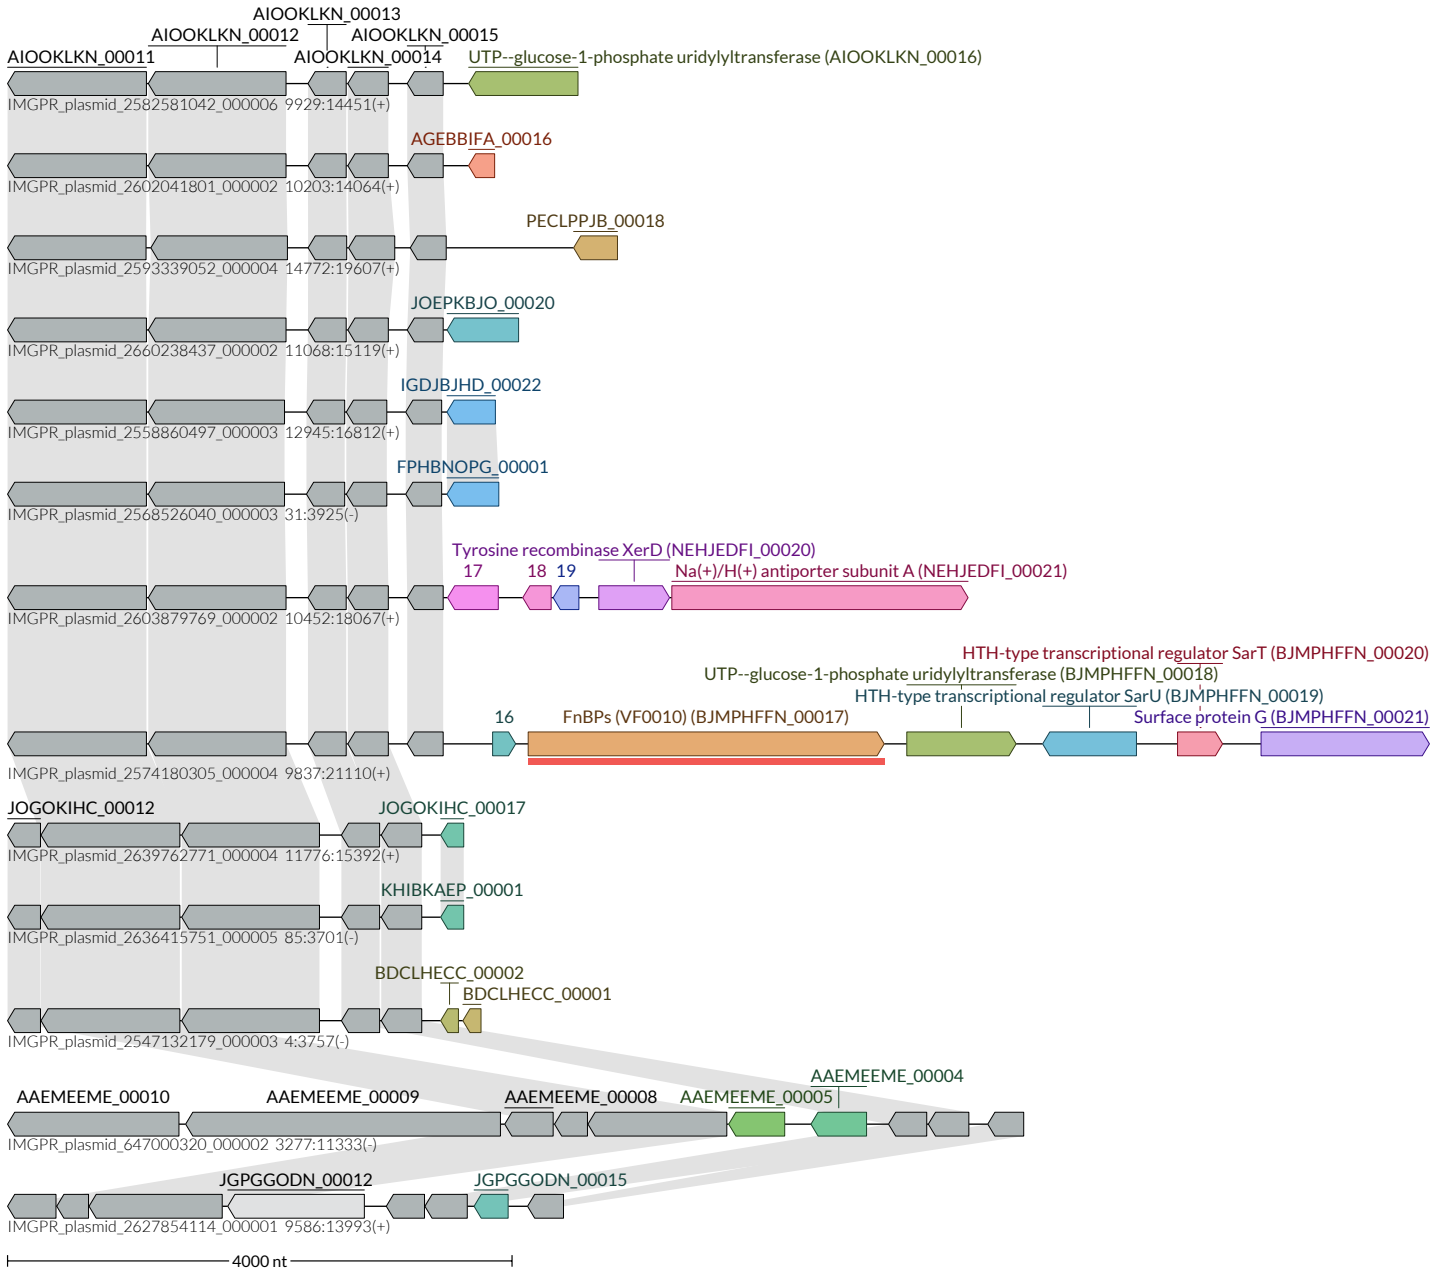 AIOOKLKN_00013
AIOOKLKN_00012
AIOOKLKN_00015
AIOOKLKN_00011
AIOOKLKN_00014
UTP--glucose-1-phosphate uridylyltransferase (AIOOKLKN_00016)
IMGPR_plasmid_2582581042_000006 9929:14451(+)
AGEBBIFA_00016
IMGPR_plasmid_2602041801_000002 10203:14064(+)
PECLPPJB_00018
IMGPR_plasmid_2593339052_000004 14772:19607(+)
JOEPKBJO_00020
IMGPR_plasmid_2660238437_000002 11068:15119(+)
IGDJBJHD_00022
IMGPR_plasmid_2558860497_000003 12945:16812(+)
FPHBNOPG_00001
IMGPR_plasmid_2568526040_000003 31:3925(-)
Tyrosine recombinase XerD (NEHJEDFI_00020)
17 18 19 Na(+)/H(+) antiporter subunit A (NEHJEDFI_00021)
IMGPR_plasmid_2603879769_000002 10452:18067(+)
HTH-type transcriptional regulator SarT (BJMPHFFN_00020)
UTP--glucose-1-phosphate uridylyltransferase (BJMPHFFN_00018)
HTH-type transcriptional regulator SarU (BJMPHFFN_00019)
16 FnBPs (VF0010) (BJMPHFFN_00017) Surface protein G (BJMPHFFN_00021)
IMGPR_plasmid_2574180305_000004 9837:21110(+)
JOGOKIHC_00012 JOGOKIHC_00017
IMGPR_plasmid_2639762771_000004 11776:15392(+)
KHIBKAEP_00001
IMGPR_plasmid_2636415751_000005 85:3701(-)
BDCLHECC_00002
BDCLHECC_00001
IMGPR_plasmid_2547132179_000003 4:3757(-)
AAEMEEME_00004
AAEMEEME_00010 AAEMEEME_00009 AAEMEEME_00008 AAEMEEME_00005
IMGPR_plasmid_647000320_000002 3277:11333(-)
JGPGGODN_00012 JGPGGODN_00015
IMGPR_plasmid_2627854114_000001 9586:13993(+)
4000 nt